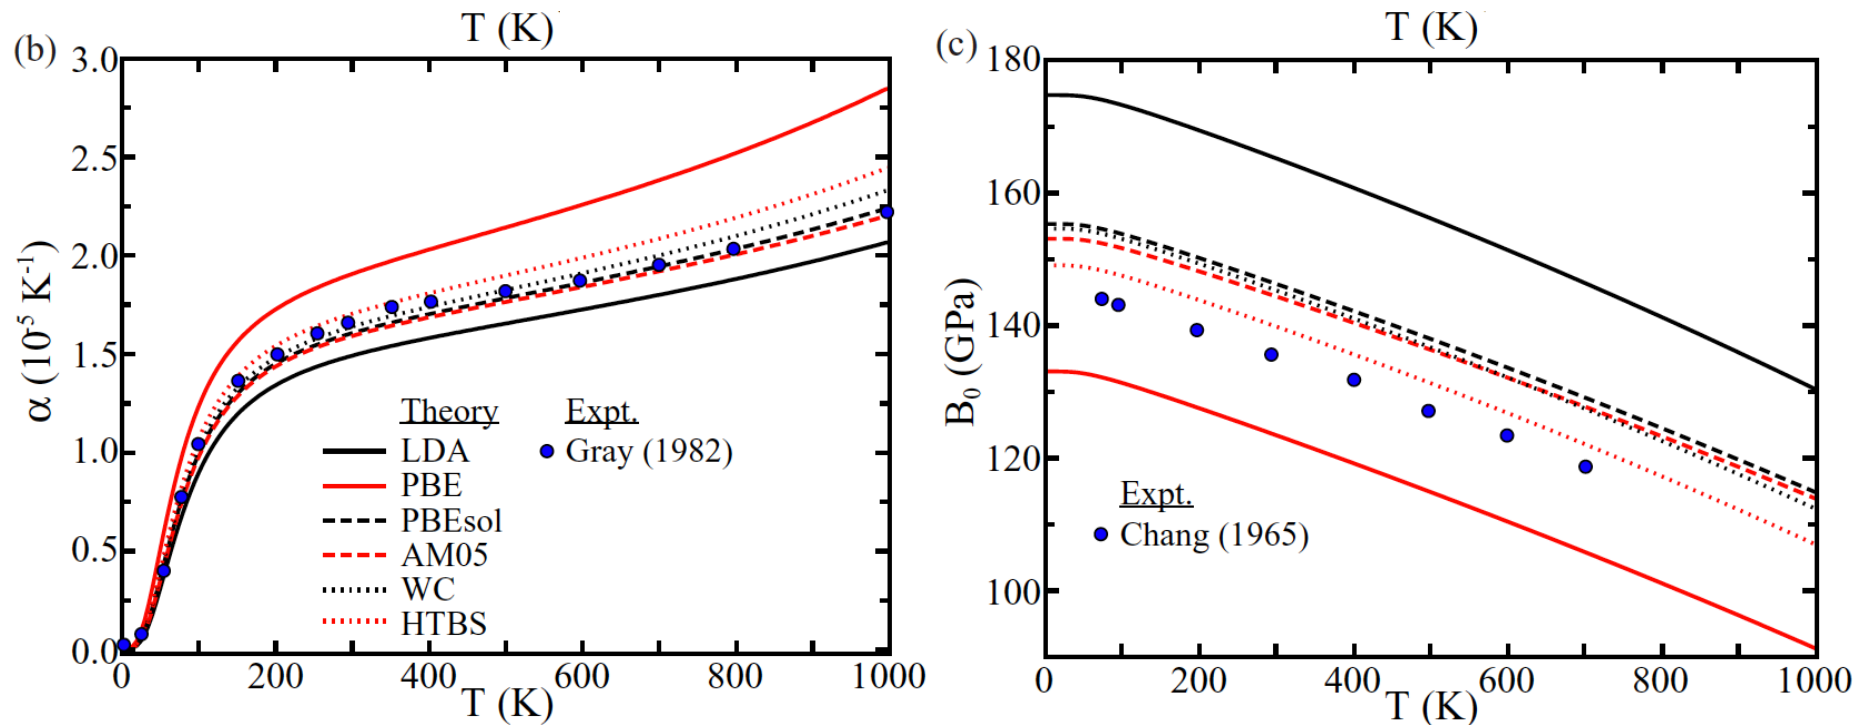 (b)
T (K)
3.0
2.5
2.0
1.5
1.0
0.5
0.0
α (10⁻⁵ K⁻¹)
Theory
LDA
PBE
PBEsol
AM05
WC
HTBS
Expt.
Gray (1982)
0 200 400 600 800 1000
T (K)
(c)
T (K)
180
160
140
120
100
B₀ (GPa)
Expt.
Chang (1965)
0 200 400 600 800 1000
T (K)